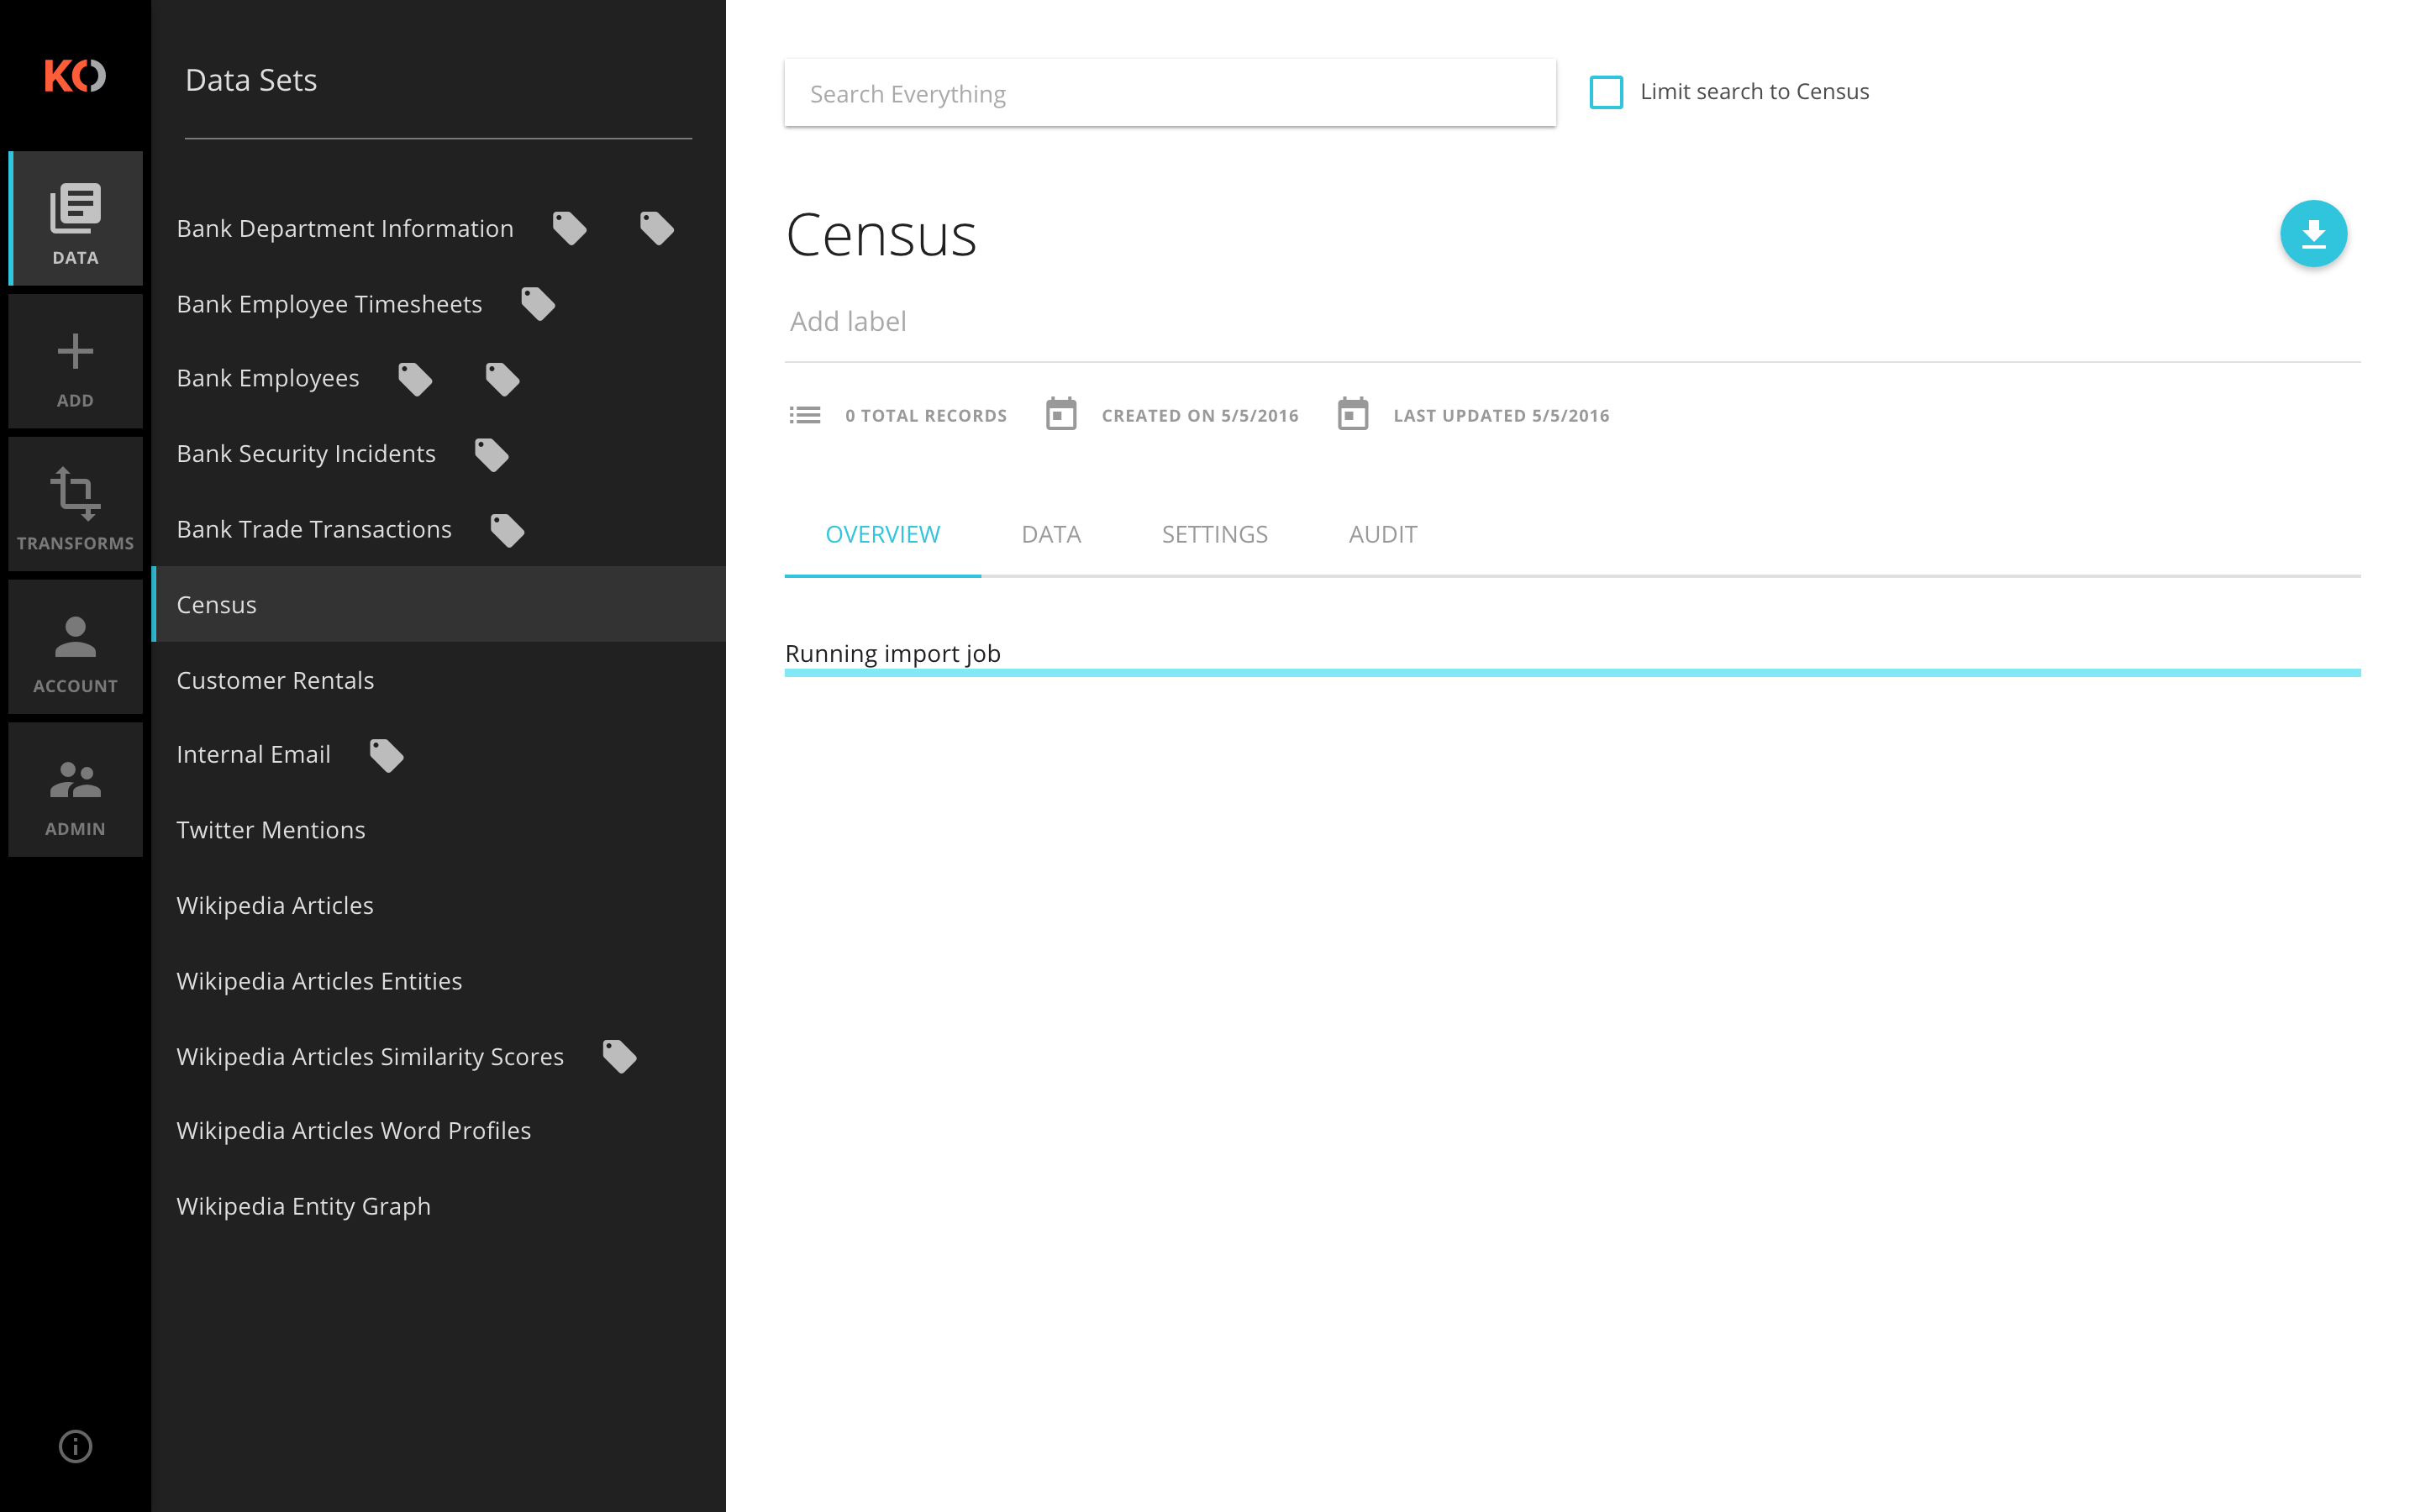 KO
DATA
ADD
TRANSFORMS
ACCOUNT
ADMIN
Data Sets
Bank Department Information
Bank Employee Timesheets
Bank Employees
Bank Security Incidents
Bank Trade Transactions
Census
Customer Rentals
Internal Email
Twitter Mentions
Wikipedia Articles
Wikipedia Articles Entities
Wikipedia Articles Similarity Scores
Wikipedia Articles Word Profiles
Wikipedia Entity Graph
Search Everything
Limit search to Census
Census
Add label
0 TOTAL RECORDS CREATED ON 5/5/2016 LAST UPDATED 5/5/2016
OVERVIEW DATA SETTINGS AUDIT
Running import job